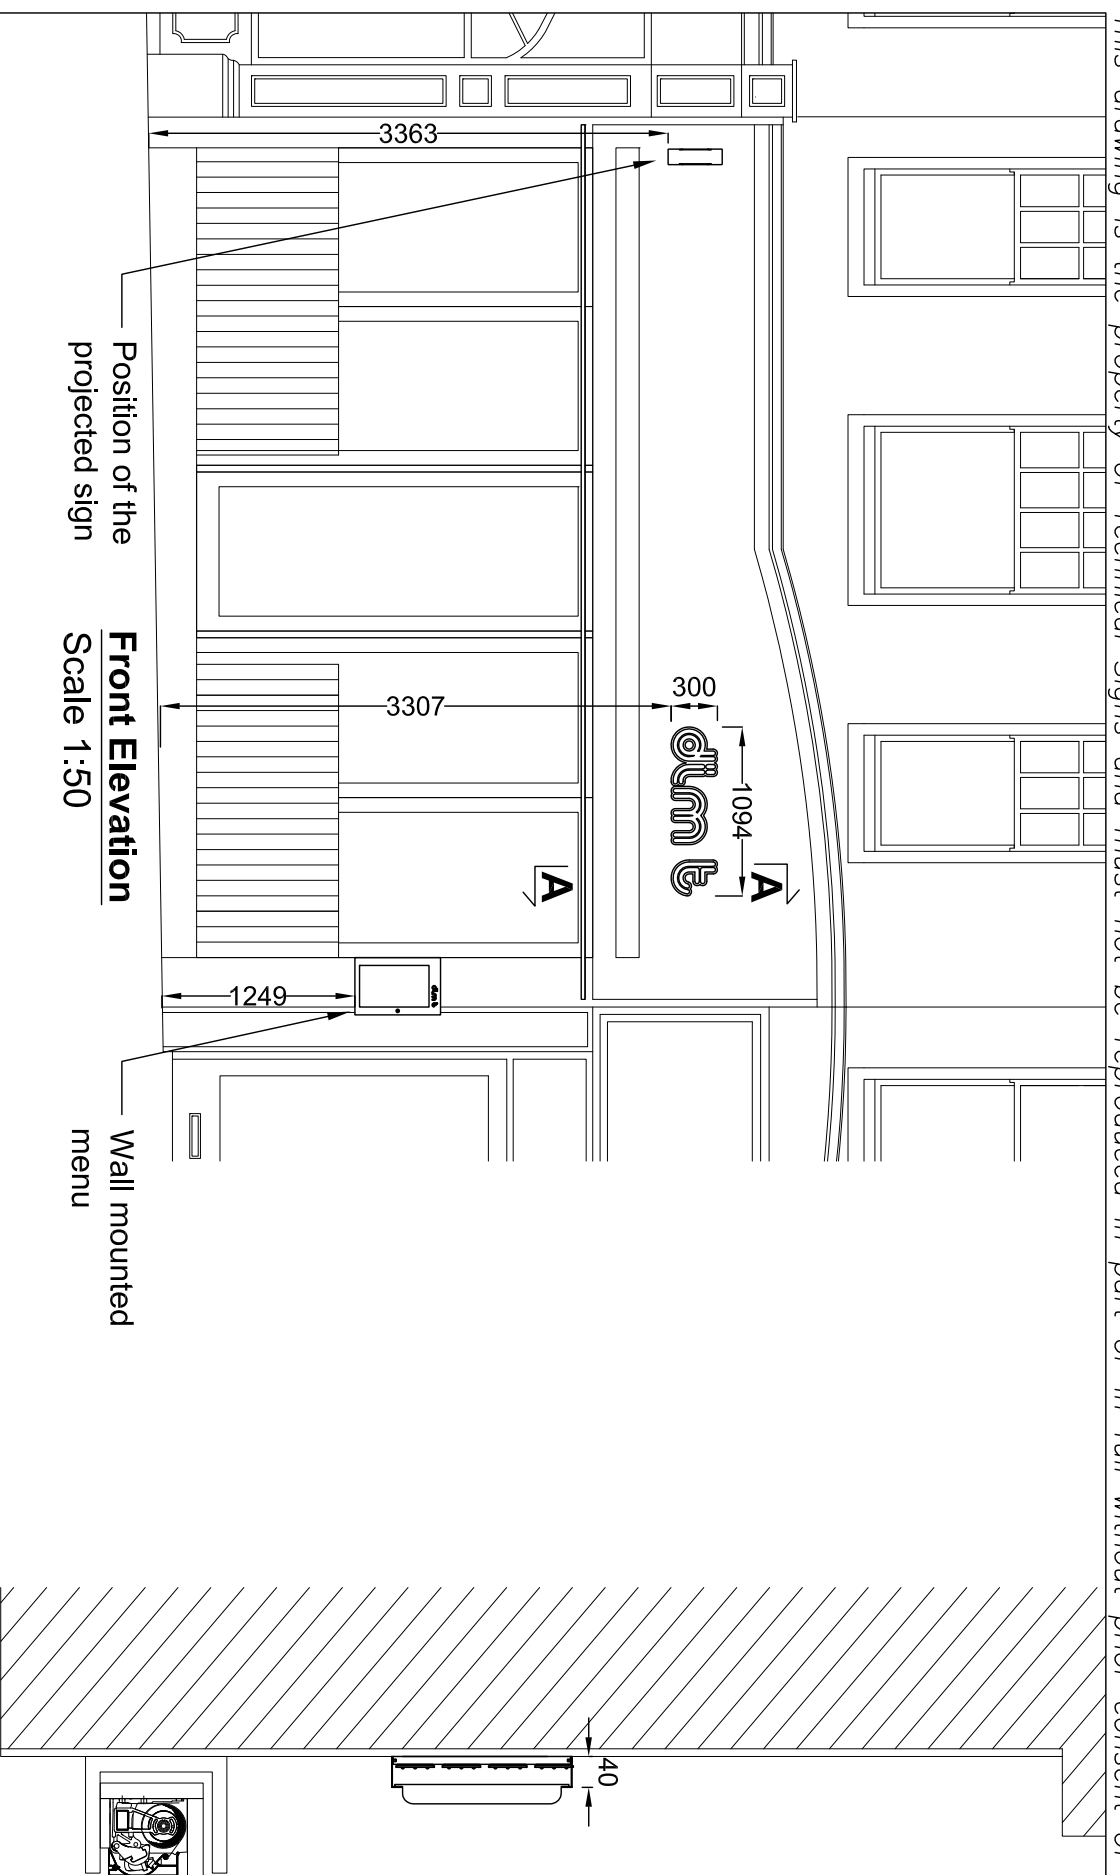 This drawing is the property of Technical Signs and must not be reproduced in part or in full without prior consent of
3363
300
3307
dim t
1094
A
A
dim t
1249
40
Position of the
projected sign
Front Elevation
Scale 1:50
Wall mounted
menu